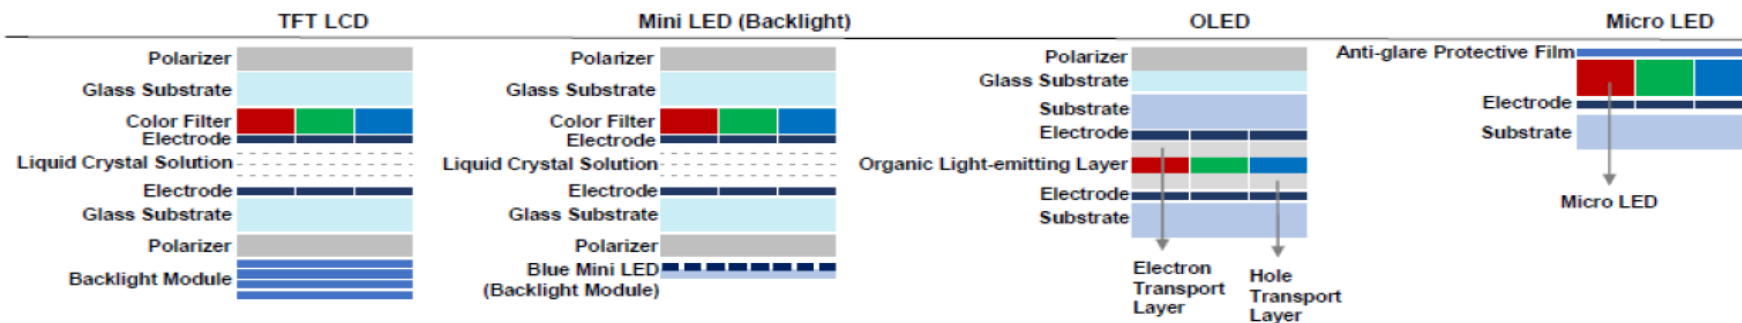 TFT LCD
Polarizer
Glass Substrate
Color Filter
Electrode
Liquid Crystal Solution
Electrode
Glass Substrate
Polarizer
Backlight Module
Mini LED (Backlight)
Polarizer
Glass Substrate
Color Filter
Electrode
Liquid Crystal Solution
Electrode
Glass Substrate
Polarizer
Blue Mini LED
(Backlight Module)
OLED
Polarizer
Glass Substrate
Substrate
Electrode
Organic Light-emitting Layer
Electrode
Substrate
Electron
Transport
Layer
Hole
Transport
Layer
Micro LED
Anti-glare Protective Film
Electrode
Substrate
Micro LED